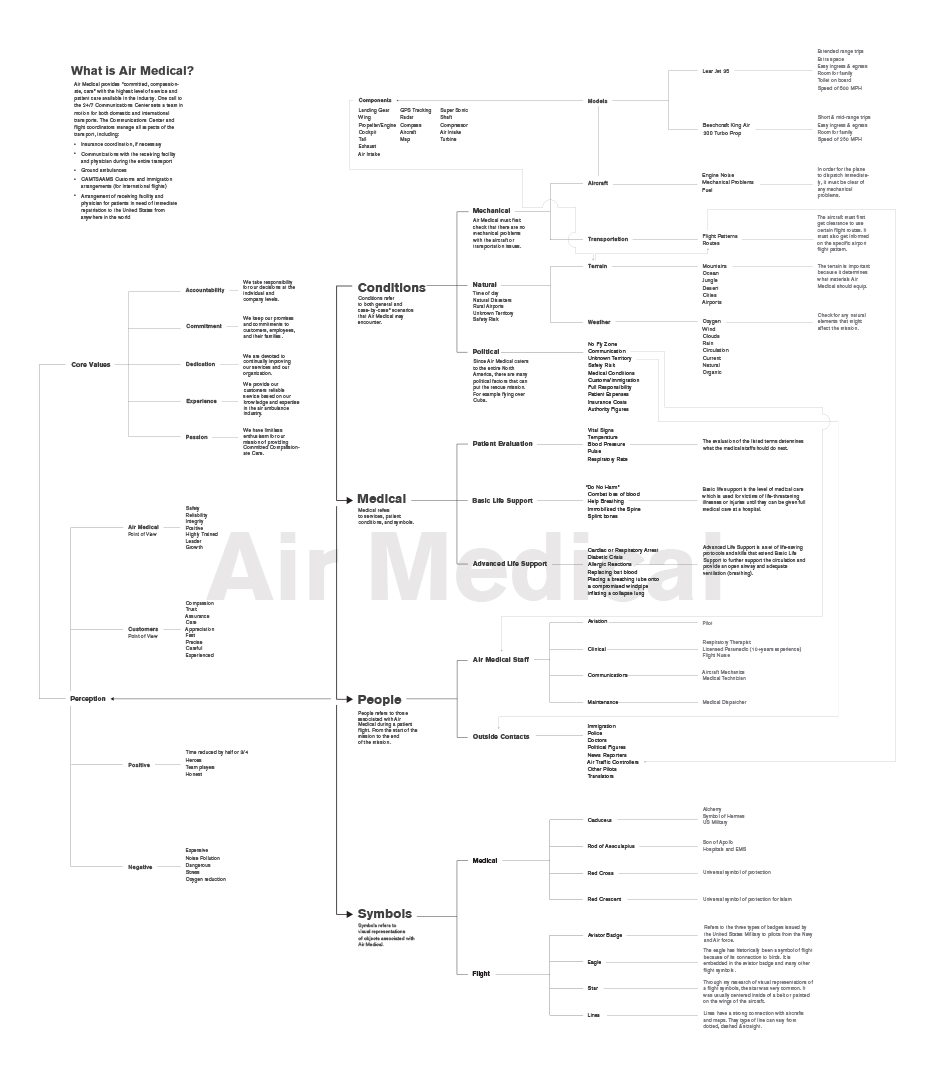 What is Air Medical?
Air Medical provides "committed, compassion-
ate, care" with the highest level of service and
patient care available in the industry. One call to
the 24/7 Communications Center sets a team in
motion for both domestic and international
transports. The Communications Center and
flight coordinators manage all aspects of the
transport, including:
• Insurance coordination, if necessary
• Communications with the receiving facility
and physician during the entire transport
• Ground ambulances
• CAMTS/AAMS Customs and immigration
arrangements (for international flights)
• Arrangement of receiving facility and
physician for patients in need of immediate
repatriation to the United States from
anywhere in the world
Core Values
Accountability
We take responsibility
for our decisions at the
individual and
company levels.
Commitment
We keep our promises
and commitments to
customers, employees,
and their families.
Dedication
We are devoted to
continually improving
our services and our
organization.
Experience
We provide our
customers reliable
service based on our
knowledge and expertise
in the air ambulance
industry.
Passion
We have limitless
enthusiasm for our
mission of providing
Committed Compassion-
ate Care.
Perception
Air Medical
Point of View
Safety
Reliability
Integrity
Positive
Highly Trained
Leader
Growth
Customers
Point of View
Compassion
Trust
Assurance
Care
Appreciation
Fast
Precise
Careful
Experienced
Positive
Time reduced by half or 3/4
Heroes
Team players
Honest
Negative
Expensive
Noise Pollution
Dangerous
Stress
Oxygen reduction
Air Medical
Conditions
Conditions refer
to both general and
case-by-case" scenarios
that Air Medical may
encounter.
Mechanical
Air Medical must first
check that there are no
mechanical problems
with the aircraft or
transportation issues.
Components
Landing Gear
Wing
Propeller/Engine
Cockpit
Tail
Exhaust
Air Intake
GPS Tracking
Radar
Compass
Aircraft
Map
Super Sonic
Shaft
Compressor
Air Intake
Turbine
Models
Lear Jet 35
Extended range trips
Extra space
Easy ingress & egress
Room for family
Toilet on board
Speed of 500 MPH
Beechcraft King Air
200 Turbo Prop
Short & mid-range trips
Easy ingress & egress
Room for family
Speed of 250 MPH
Aircraft
Engine Noise
Mechanical Problems
Fuel
In order for the plane
to dispatch immediate-
ly, it must be clear of
any mechanical
problems.
Transportation
Flight Patterns
Routes
The aircraft must first
get clearance to use
certain flight routes. It
must also get informed
on the specific airport
flight pattern.
Natural
Time of day
Natural Disasters
Rural Airports
Unknown Territory
Safety Risk
Terrain
Mountains
Ocean
Jungle
Desert
Cities
Airports
The terrain is important
because it determines
what materials Air
Medical should equip.
Weather
Oxygen
Wind
Clouds
Rain
Circulation
Current
Natural
Organic
Check for any natural
elements that might
affect the mission.
Political
Since Air Medical caters
to the entire North
America, there are many
political factors that can
put the rescue mission.
For example flying over
Cuba.
No Fly Zone
Communication
Unknown Territory
Safety Risk
Medical Conditions
Customs/Immigration
Full Responsibility
Patient Expenses
Insurance Costs
Authority Figures
Medical
Medical refers
to services, patient
conditions, and symbols.
Patient Evaluation
Vital Signs
Temperature
Blood Pressure
Pulse
Respiratory Rate
The evaluation of the listed terms determines
what the medical staffs should do next.
Basic Life Support
"Do No Harm"
Combat loss of blood
Help Breathing
Immobilized the Spine
Splint bones
Basic life support is the level of medical care
which is used for victims of life-threatening
illnesses or injuries until they can be given full
medical care at a hospital.
Advanced Life Support
Cardiac or Respiratory Arrest
Diabetic Crisis
Allergic Reactions
Replacing lost blood
Placing a breathing tube onto
a compromised windpipe
Inflating a collapse lung
Advanced Life Support is a set of life-saving
protocols and skills that extend Basic Life
Support to further support the circulation and
provide an open airway and adequate
ventilation (breathing).
People
People refers to those
associated with Air
Medical during a patient
flight. From the start of the
mission to the end
of the mission.
Air Medical Staff
Aviation
Pilot
Clinical
Respiratory Therapist
Licensed Paramedic (10+years experience)
Flight Nurse
Communications
Aircraft Mechanics
Medical Technician
Maintenance
Medical Dispatcher
Outside Contacts
Immigration
Police
Doctors
Political Figures
News Reporters
Air Traffic Controllers
Other Pilots
Translators
Symbols
Symbols refers to
visual representations
of objects associated with
Air Medical.
Medical
Caduceus
Alchemy
Symbol of Hermes
US Military
Rod of Aesculapius
Son of Apollo
Hospitals and EMS
Red Cross
Universal symbol of protection
Red Crescent
Universal symbol of protection for Islam
Flight
Aviator Badge
Refers to the three types of badges issued by
the United States Military to pilots from the Navy
and Air force.
Eagle
The eagle has historically been a symbol of flight
because of its connection to birds. It is
embedded in the aviator badge and many other
flight symbols.
Star
Through my research of visual representations of
a flight symbols, the star was very common. It
was usually centered inside of a belt or painted
on the wings of the aircraft.
Lines
Lines have a strong connection with aircrafts
and maps. They type of line can vary from
dotted, dashed & straight.